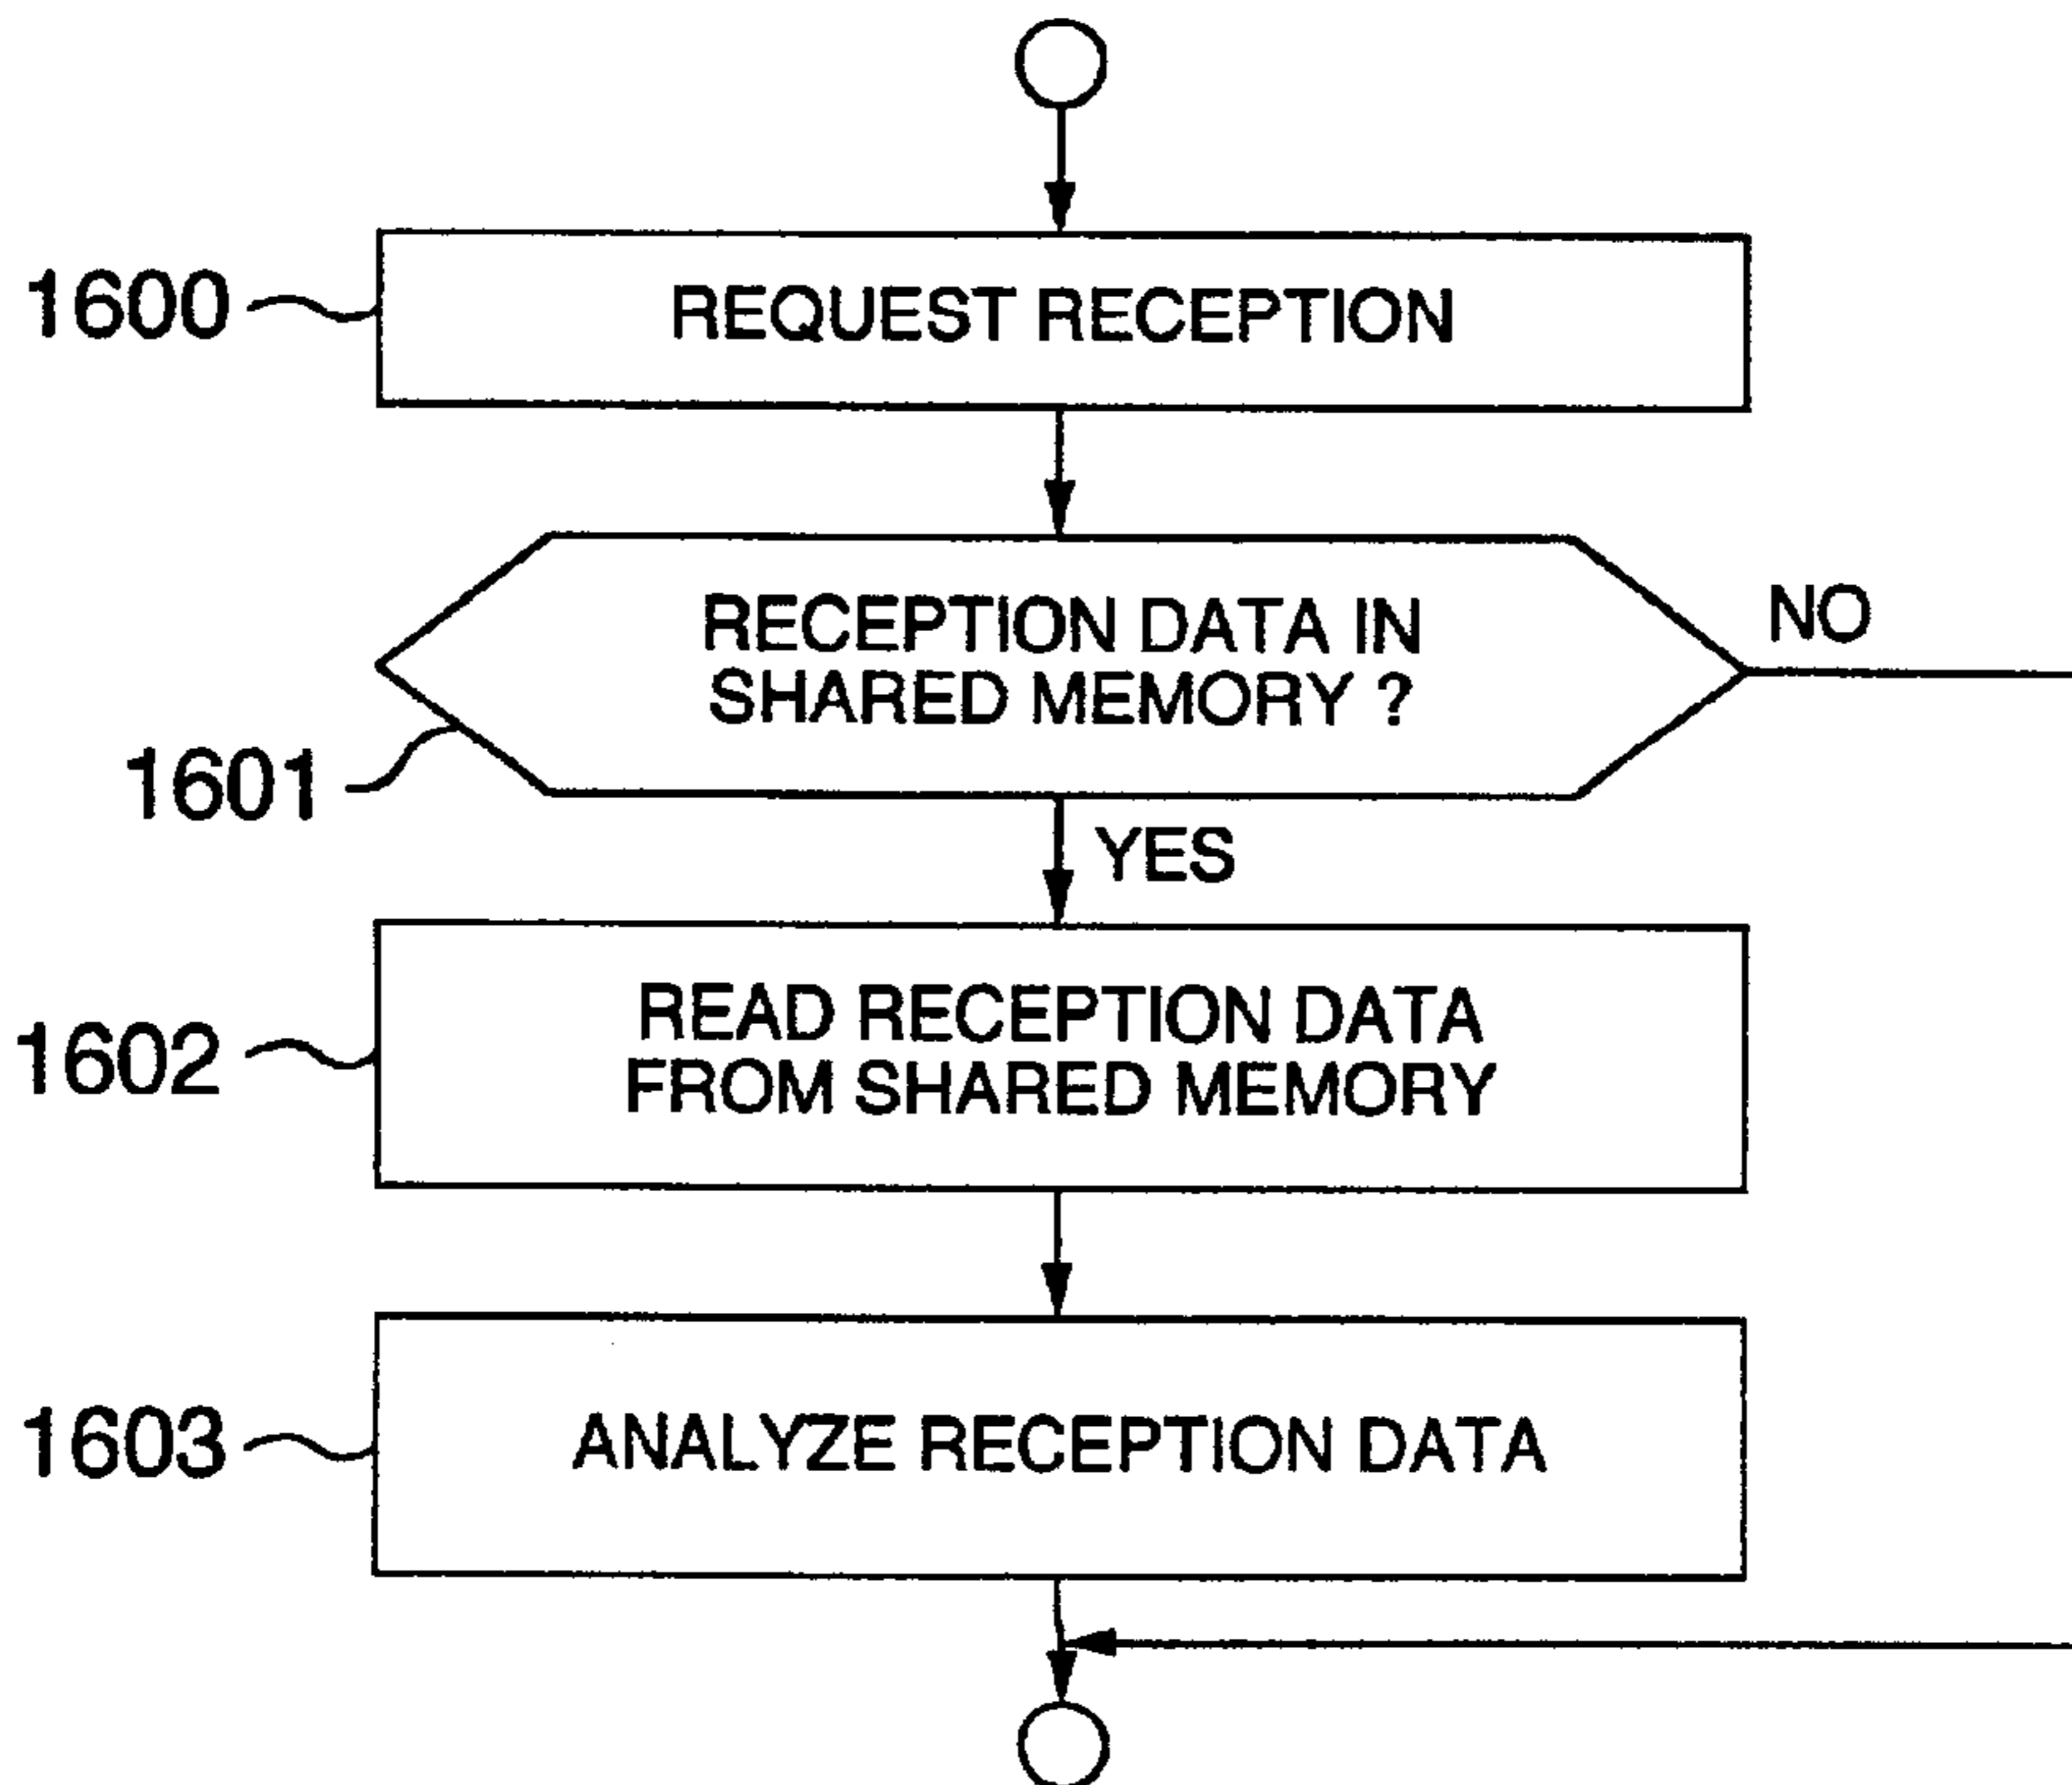 1600
REQUEST RECEPTION
RECEPTION DATA IN
SHARED MEMORY ?
NO
1601
YES
READ RECEPTION DATA
FROM SHARED MEMORY
1602
ANALYZE RECEPTION DATA
1603